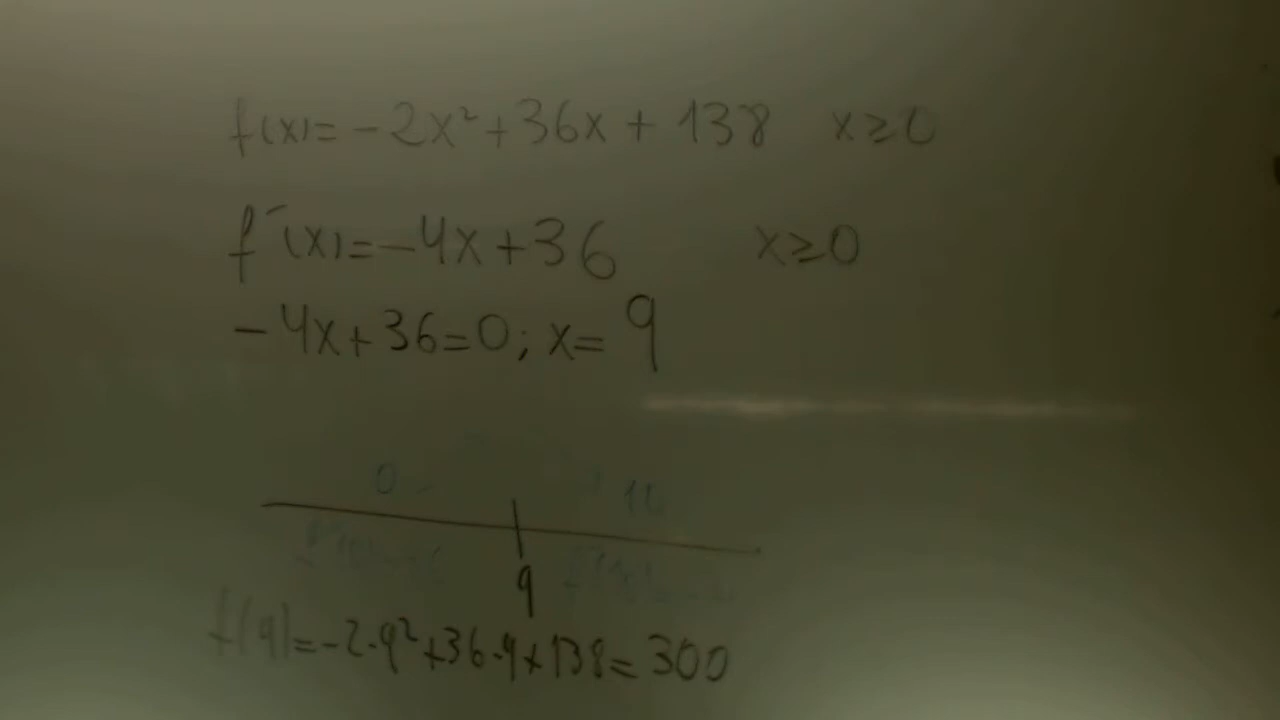 f(x)=-2x²+36x+138 x≥0
f'(x)=-4x+36 x≥0
-4x+36=0; x=9
0
9
f(9)=-2·9²+36·9+138=300